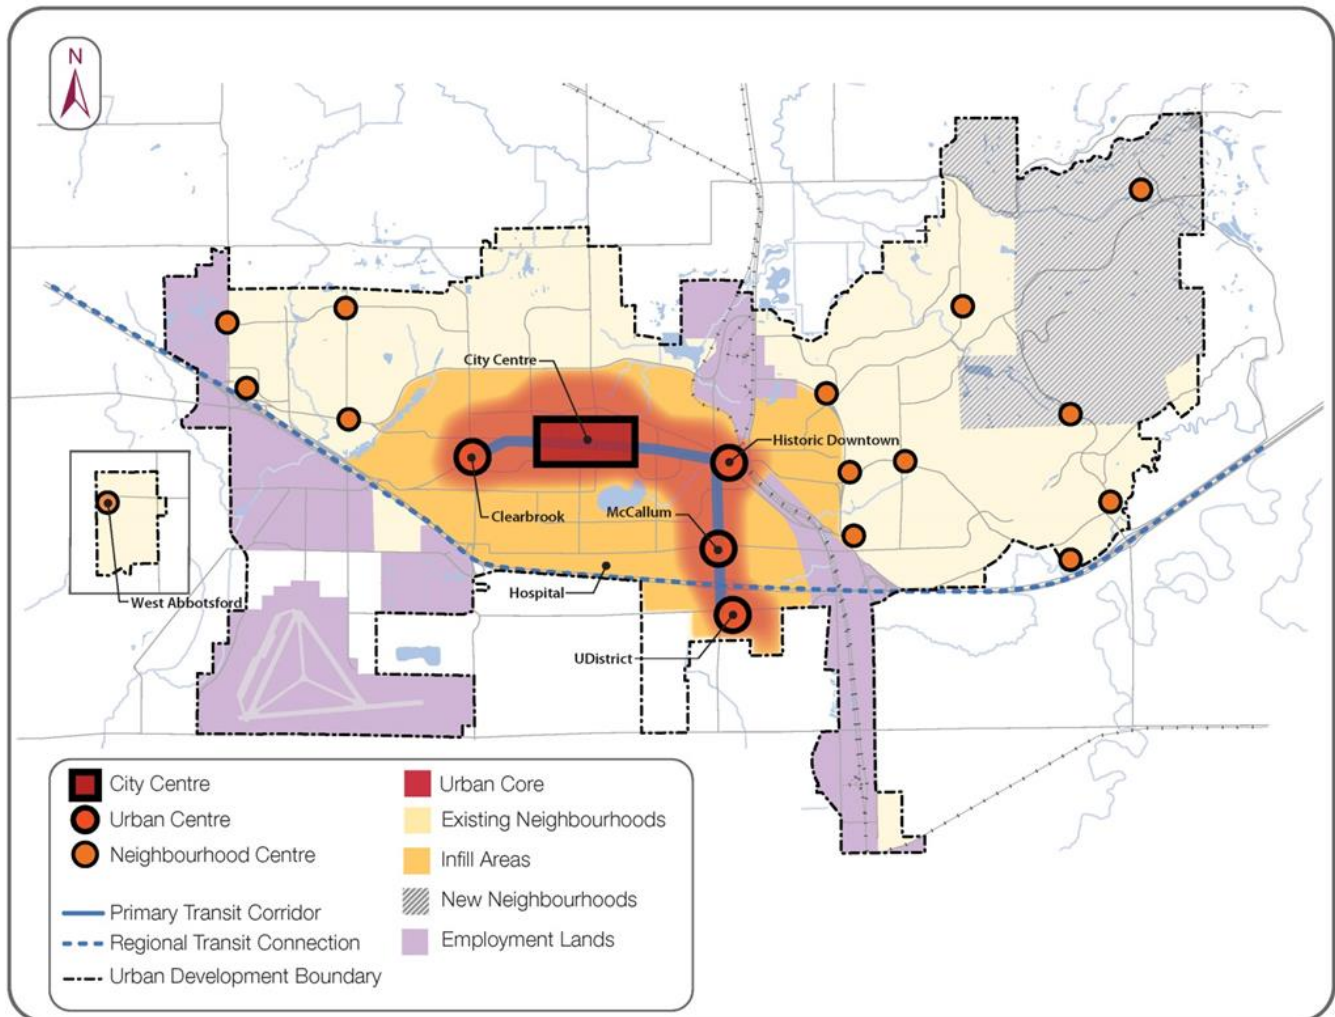 N
City Centre
Historic Downtown
Clearbrook
McCallum
Hospital
West Abbotsford
UDistrict
City Centre
Urban Centre
Neighbourhood Centre
Primary Transit Corridor
Regional Transit Connection
Urban Development Boundary
Urban Core
Existing Neighbourhoods
Infill Areas
New Neighbourhoods
Employment Lands